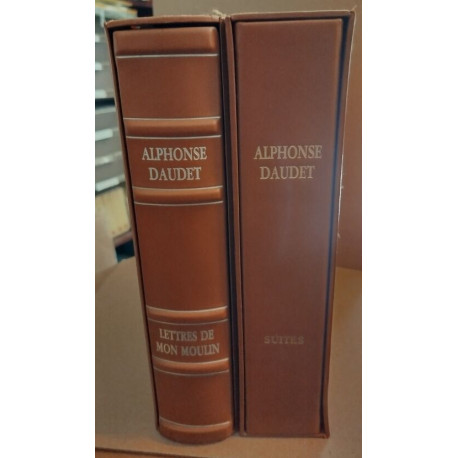 ALPHONSE
DAUDET
LETTRES DE
MON MOULIN
ALPHONSE
DAUDET
SUITES